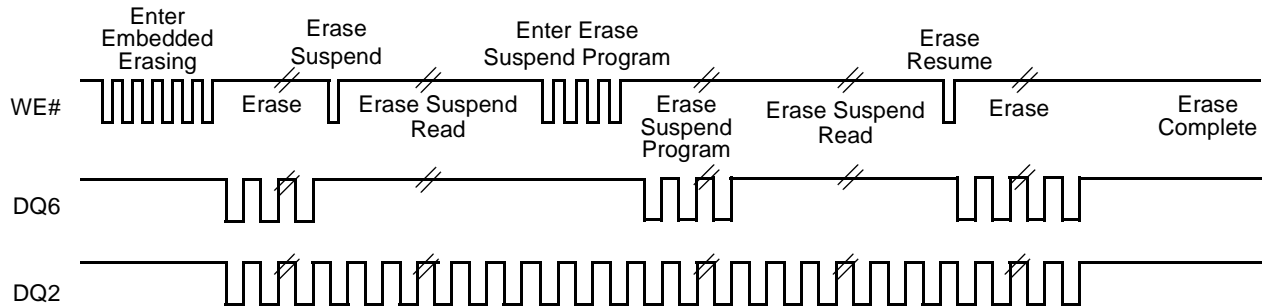 Enter
Embedded
Erasing
Erase
Suspend
Enter Erase
Suspend Program
Erase
Resume
WE#
Erase
Erase Suspend
Read
Erase
Suspend
Program
Erase Suspend
Read
Erase
Erase
Complete
DQ6
DQ2